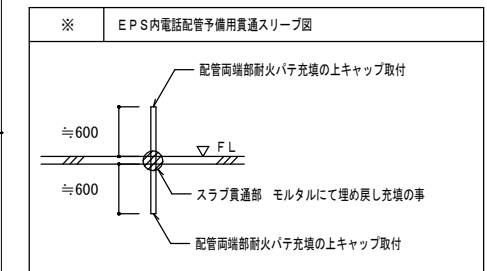 ※ ＥＰＳ内電話配管予備用貫通スリーブ図
配管両端部耐火パテ充填の上キャップ取付
≒600
▽ ＦＬ
≒600
スラブ貫通部　モルタルにて埋め戻し充填の事
配管両端部耐火パテ充填の上キャップ取付